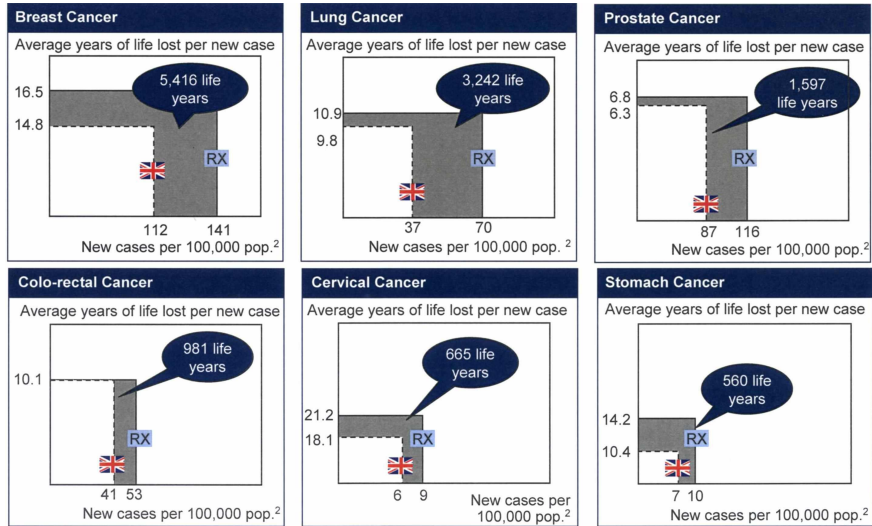 Breast Cancer
Average years of life lost per new case
5,416 life
years
16.5
14.8
RX
112 141
New cases per 100,000 pop.²
Lung Cancer
Average years of life lost per new case
3,242 life
years
10.9
9.8
RX
37 70
New cases per 100,000 pop.²
Prostate Cancer
Average years of life lost per new case
1,597
life years
6.8
6.3
RX
87 116
New cases per 100,000 pop.²
Colo-rectal Cancer
Average years of life lost per new case
981 life
years
10.1
RX
41 53
New cases per 100,000 pop.²
Cervical Cancer
Average years of life lost per new case
665 life
years
21.2
18.1
RX
6 9
New cases per
100,000 pop.²
Stomach Cancer
Average years of life lost per new case
560 life
years
14.2
10.4
RX
7 10
New cases per 100,000 pop.²